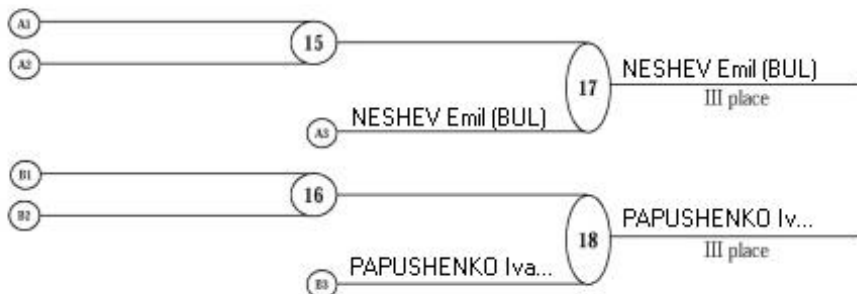 A1
15
A2
NESHEV Emil (BUL)
17
III place
A3
NESHEV Emil (BUL)
B1
16
B2
PAPUSHENKO Iv...
18
III place
B3
PAPUSHENKO Iva...